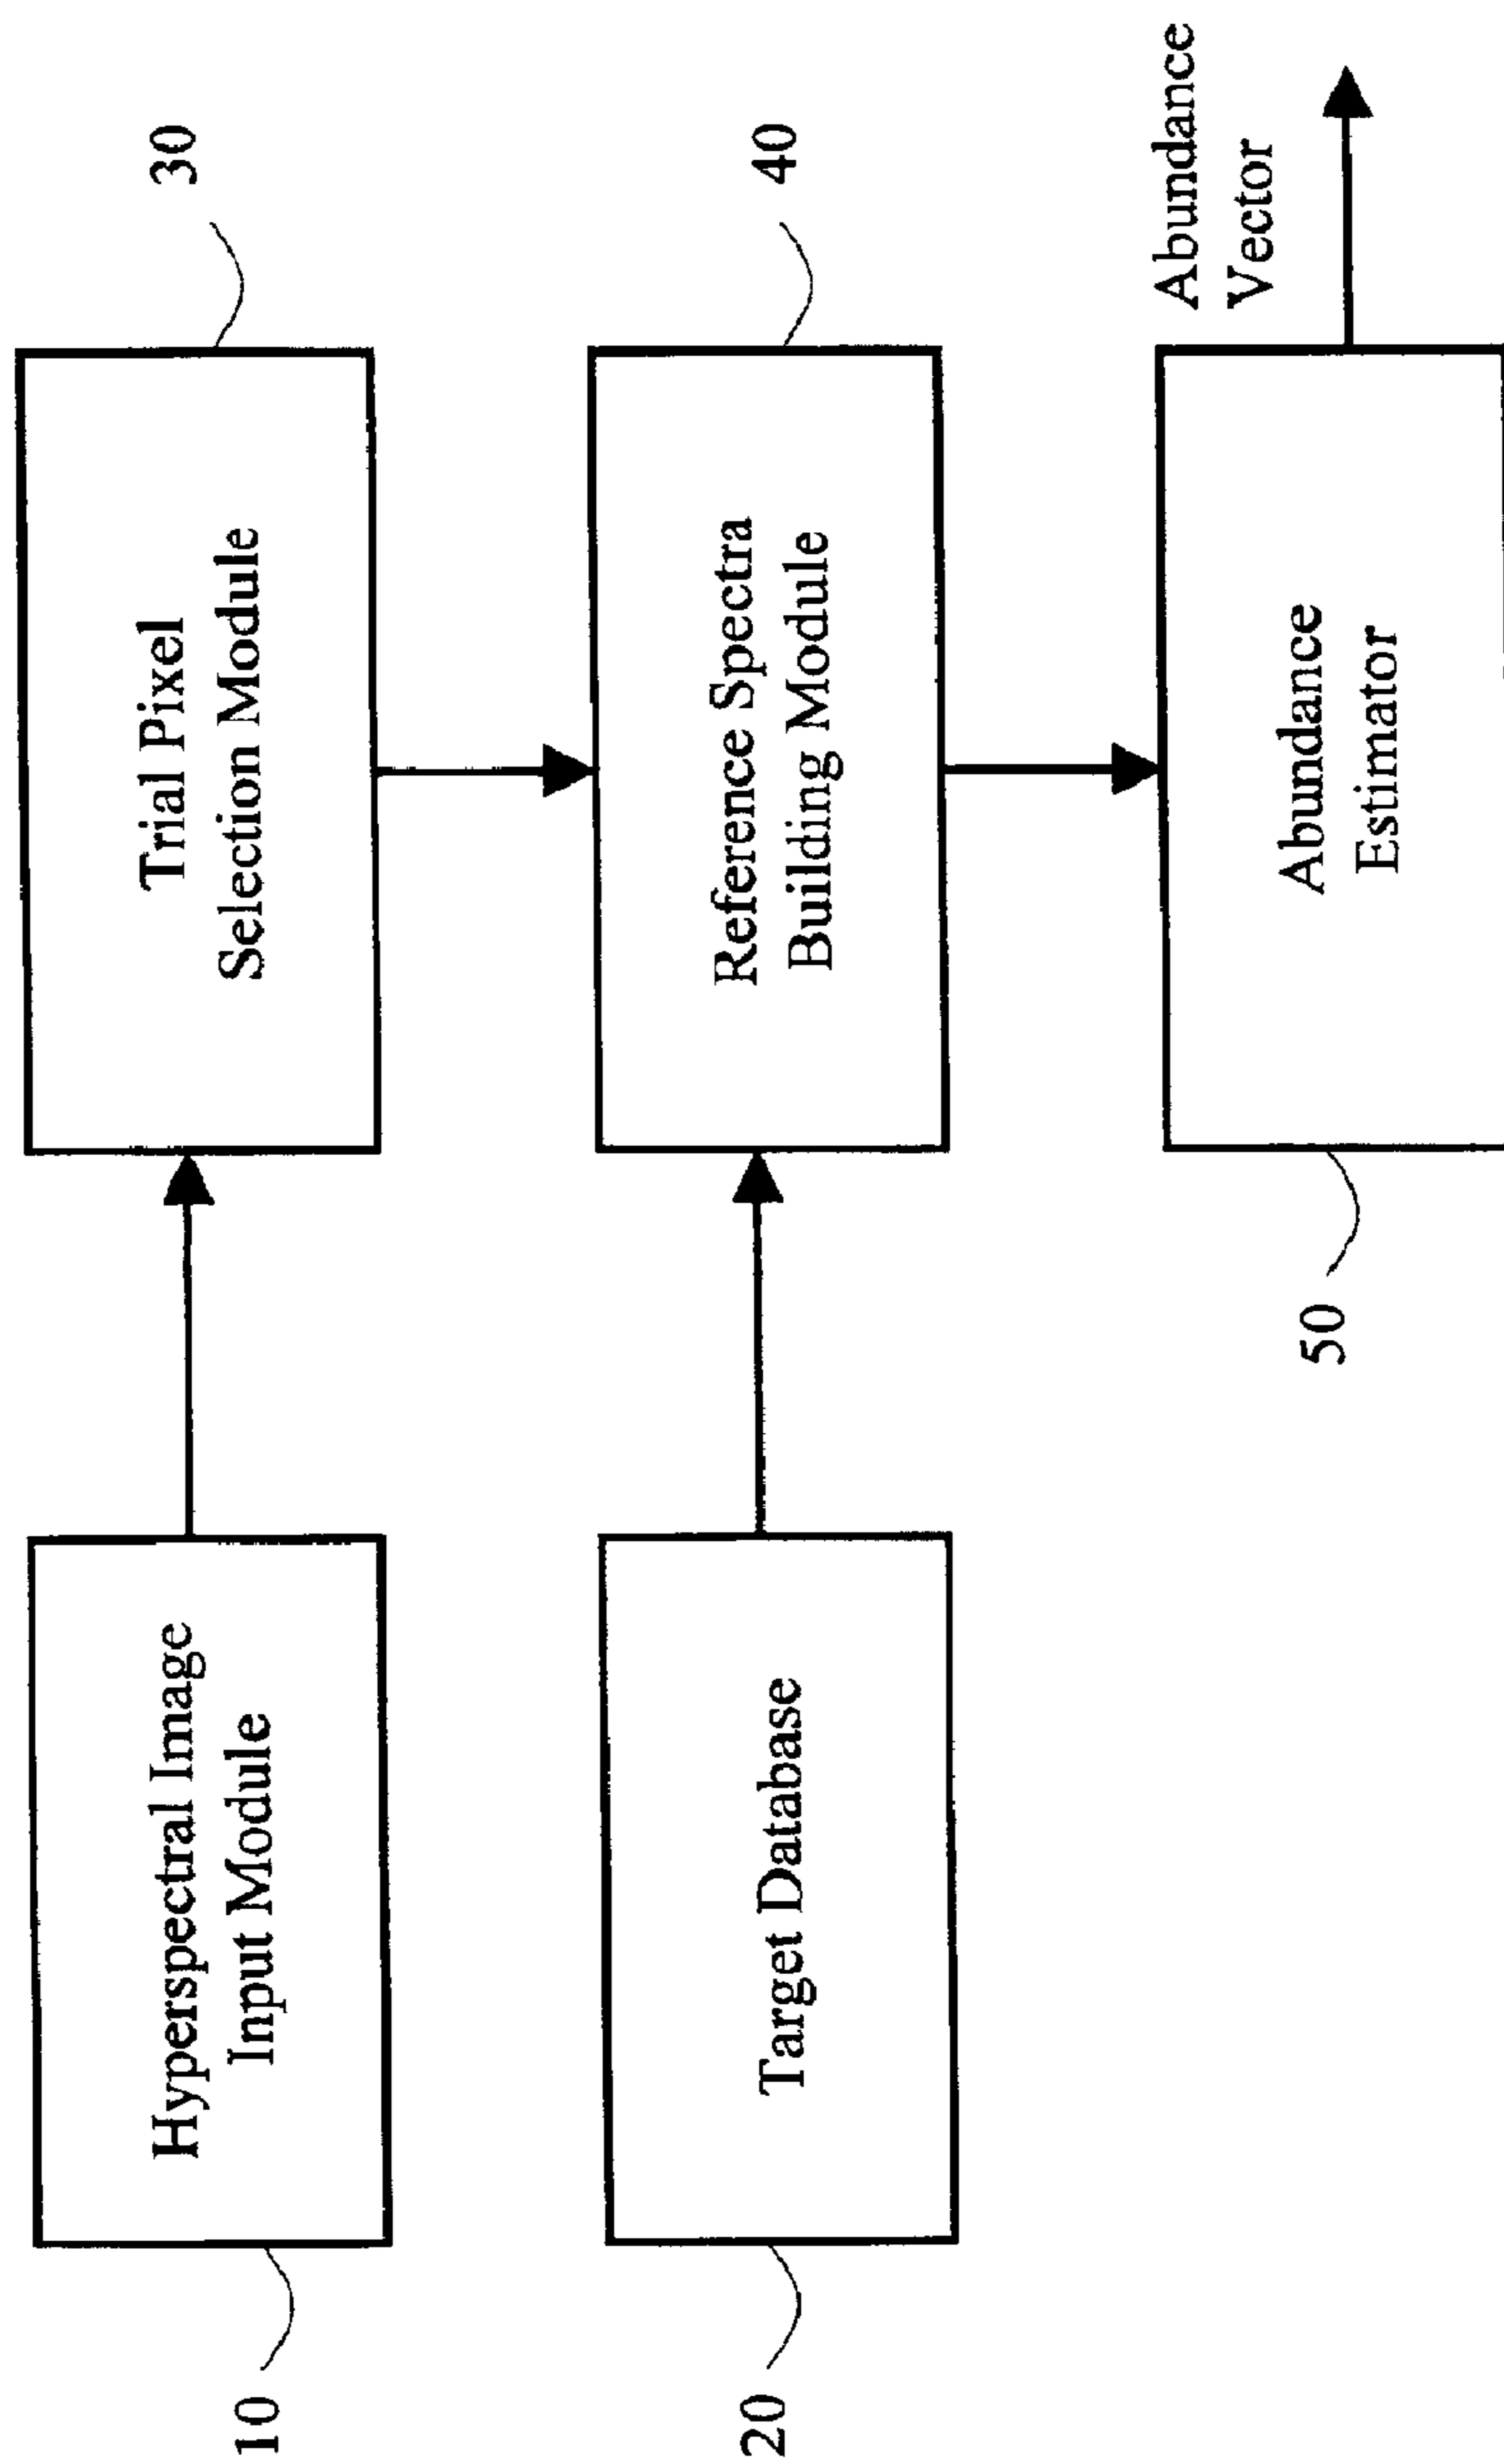 10
Hyperspectral Image
Input Module
Trial Pixel
Selection Module
30
20
Target Database
Reference Spectra
Building Module
40
50
Abundance
Estimator
Abundance
Vector